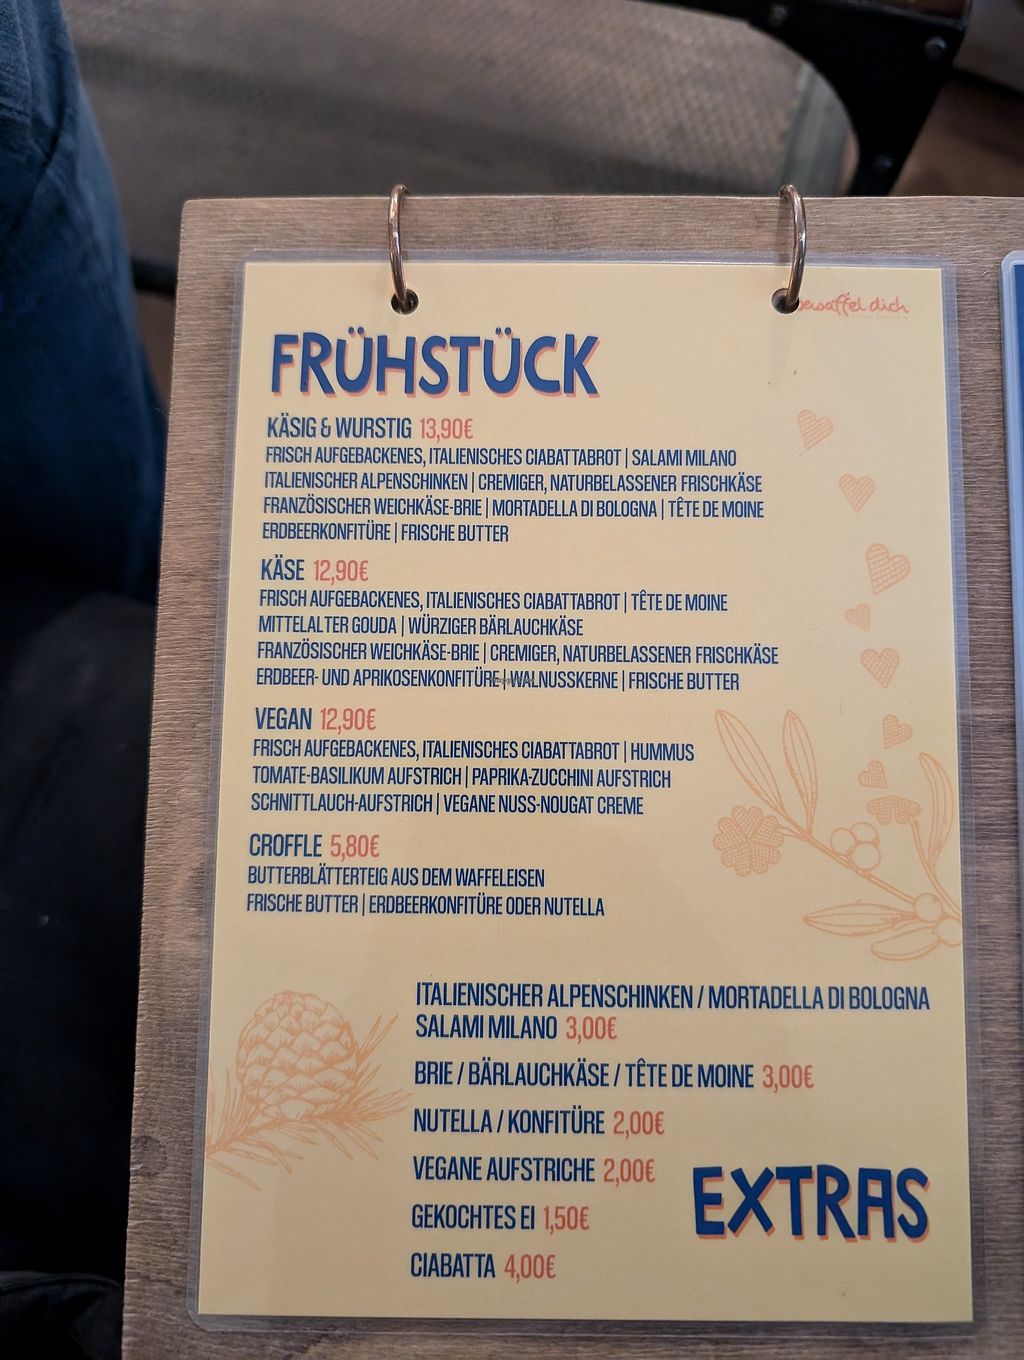 FRÜHSTÜCK
KÄSIG & WURSTIG 13,90€
FRISCH AUFGEBACKENES, ITALIENISCHES CIABATTABROT | SALAMI MILANO
ITALIENISCHER ALPENSCHINKEN | CREMIGER, NATURBELASSENER FRISCHKÄSE
FRANZÖSISCHER WEICHKÄSE-BRIE | MORTADELLA DI BOLOGNA | TÊTE DE MOINE
ERDBEERKONFITÜRE | FRISCHE BUTTER
KÄSE 12,90€
FRISCH AUFGEBACKENES, ITALIENISCHES CIABATTABROT | TÊTE DE MOINE
MITTELALTER GOUDA | WÜRZIGER BÄRLAUCHKÄSE
FRANZÖSISCHER WEICHKÄSE-BRIE | CREMIGER, NATURBELASSENER FRISCHKÄSE
ERDBEER- UND APRIKOSENKONFITÜRE | WALNUSSKERNE | FRISCHE BUTTER
VEGAN 12,90€
FRISCH AUFGEBACKENES, ITALIENISCHES CIABATTABROT | HUMMUS
TOMATE-BASILIKUM AUFSTRICH | PAPRIKA-ZUCCHINI AUFSTRICH
SCHNITTLAUCH-AUFSTRICH | VEGANE NUSS-NOUGAT CREME
CROFFLE 5,80€
BUTTERBLÄTTERTEIG AUS DEM WAFFELEISEN
FRISCHE BUTTER | ERDBEERKONFITÜRE ODER NUTELLA
ITALIENISCHER ALPENSCHINKEN / MORTADELLA DI BOLOGNA
SALAMI MILANO 3,00€
BRIE / BÄRLAUCHKÄSE / TÊTE DE MOINE 3,00€
NUTELLA / KONFITÜRE 2,00€
VEGANE AUFSTRICHE 2,00€
GEKOCHTES EI 1,50€
CIABATTA 4,00€
EXTRAS
dich